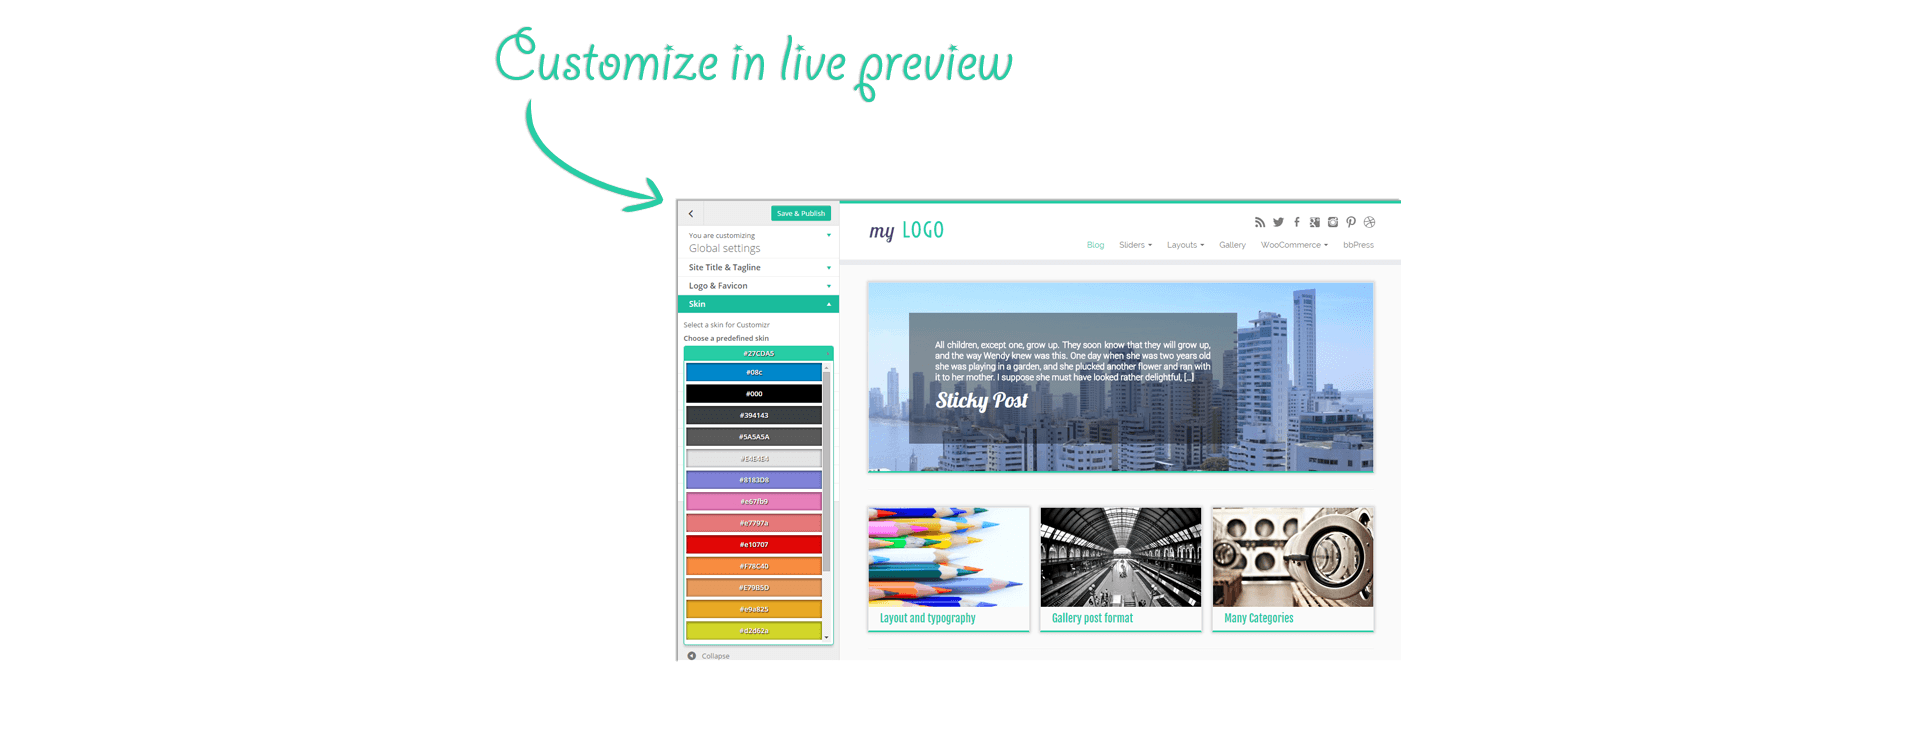 Customize in live preview
Save & Publish
You are customizing
Global settings
Site Title & Tagline
Logo & Favicon
Skin
Select a skin for Customizr
Choose a predefined skin
#27CDA5
#08c
#000
#394143
#5A5A5A
#E4E4E4
#8183D8
#e67fb9
#e7797a
#e10707
#F78C40
#E79B5D
#e9a825
#d2d62a
Collapse
my LOGO
Blog Sliders Layouts Gallery WooCommerce bbPress
All children, except one, grow up. They soon know that they will grow up,
and the way Wendy knew was this. One day when she was two years old
she was playing in a garden, and she plucked another flower and ran with
it to her mother. I suppose she must have looked rather delightful, [...]
Sticky Post
Layout and typography
Gallery post format
Many Categories